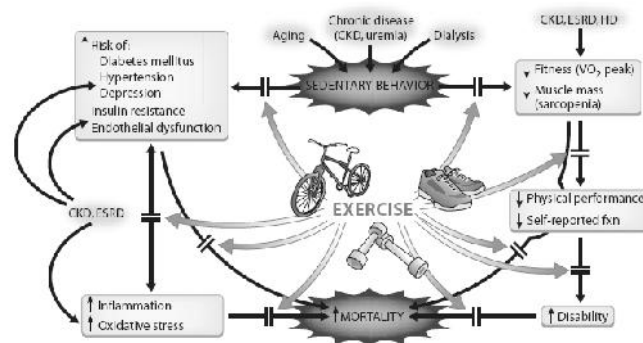 Chronic disease
(CKD, uremia)
Aging
Dialysis
CKD, ESRD, HD
Risk of:
Diabetes mellitus
Hypertension
Depression
Insulin resistance
Endothelial dysfunction
SEDENTARY BEHAVIOR
▼ Fitness (VO₂ peak)
▼ Muscle mass
(sarcopenia)
CKD, ESRD
EXERCISE
↓ Physical performance
↓ Self-reported fxn
↑ Inflammation
↑ Oxidative stress
↑ MORTALITY
↑ Disability